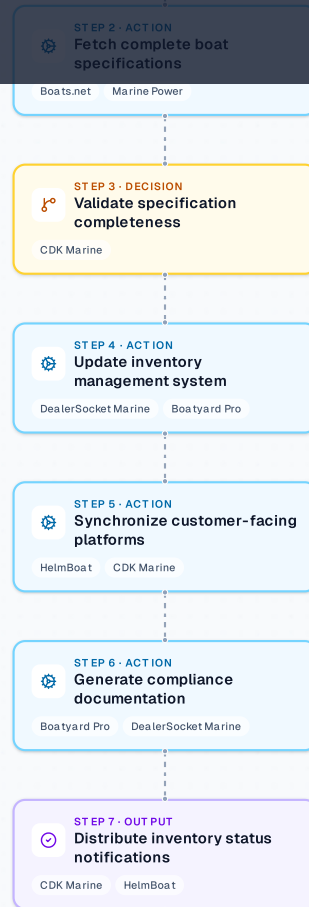 STEP 2 · ACTION
Fetch complete boat
specifications
Boats.net Marine Power
STEP 3 · DECISION
Validate specification
completeness
CDK Marine
STEP 4 · ACTION
Update inventory
management system
DealerSocket Marine Boatyard Pro
STEP 5 · ACTION
Synchronize customer-facing
platforms
HelmBoat CDK Marine
STEP 6 · ACTION
Generate compliance
documentation
Boatyard Pro DealerSocket Marine
STEP 7 · OUTPUT
Distribute inventory status
notifications
CDK Marine HelmBoat